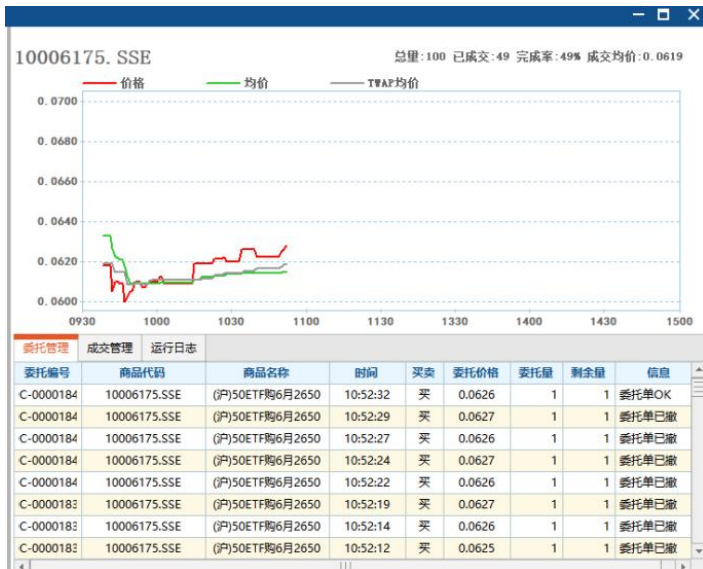 10006175. SSE
总里:100 已成交:49 完成率:49% 成交均价:0.0619
价格 均价 TWAP均价
0.0700
0.0680
0.0660
0.0640
0.0620
0.0600
0930 1000 1030 1100 1130 1330 1400 1430 1500
委托管理 成交管理 运行日志
委托编号 商品代码 商品名称 时间 买卖 委托价格 委托量 剩余量 信息
C-0000184 10006175.SSE (沪)50ETF购6月2650 10:52:32 买 0.0626 1 1 委托单OK
C-0000184 10006175.SSE (沪)50ETF购6月2650 10:52:29 买 0.0627 1 1 委托单已撤
C-0000184 10006175.SSE (沪)50ETF购6月2650 10:52:27 买 0.0626 1 1 委托单已撤
C-0000184 10006175.SSE (沪)50ETF购6月2650 10:52:24 买 0.0627 1 1 委托单已撤
C-0000184 10006175.SSE (沪)50ETF购6月2650 10:52:22 买 0.0626 1 1 委托单已撤
C-0000183 10006175.SSE (沪)50ETF购6月2650 10:52:19 买 0.0627 1 1 委托单已撤
C-0000183 10006175.SSE (沪)50ETF购6月2650 10:52:14 买 0.0626 1 1 委托单已撤
C-0000183 10006175.SSE (沪)50ETF购6月2650 10:52:12 买 0.0625 1 1 委托单已撤